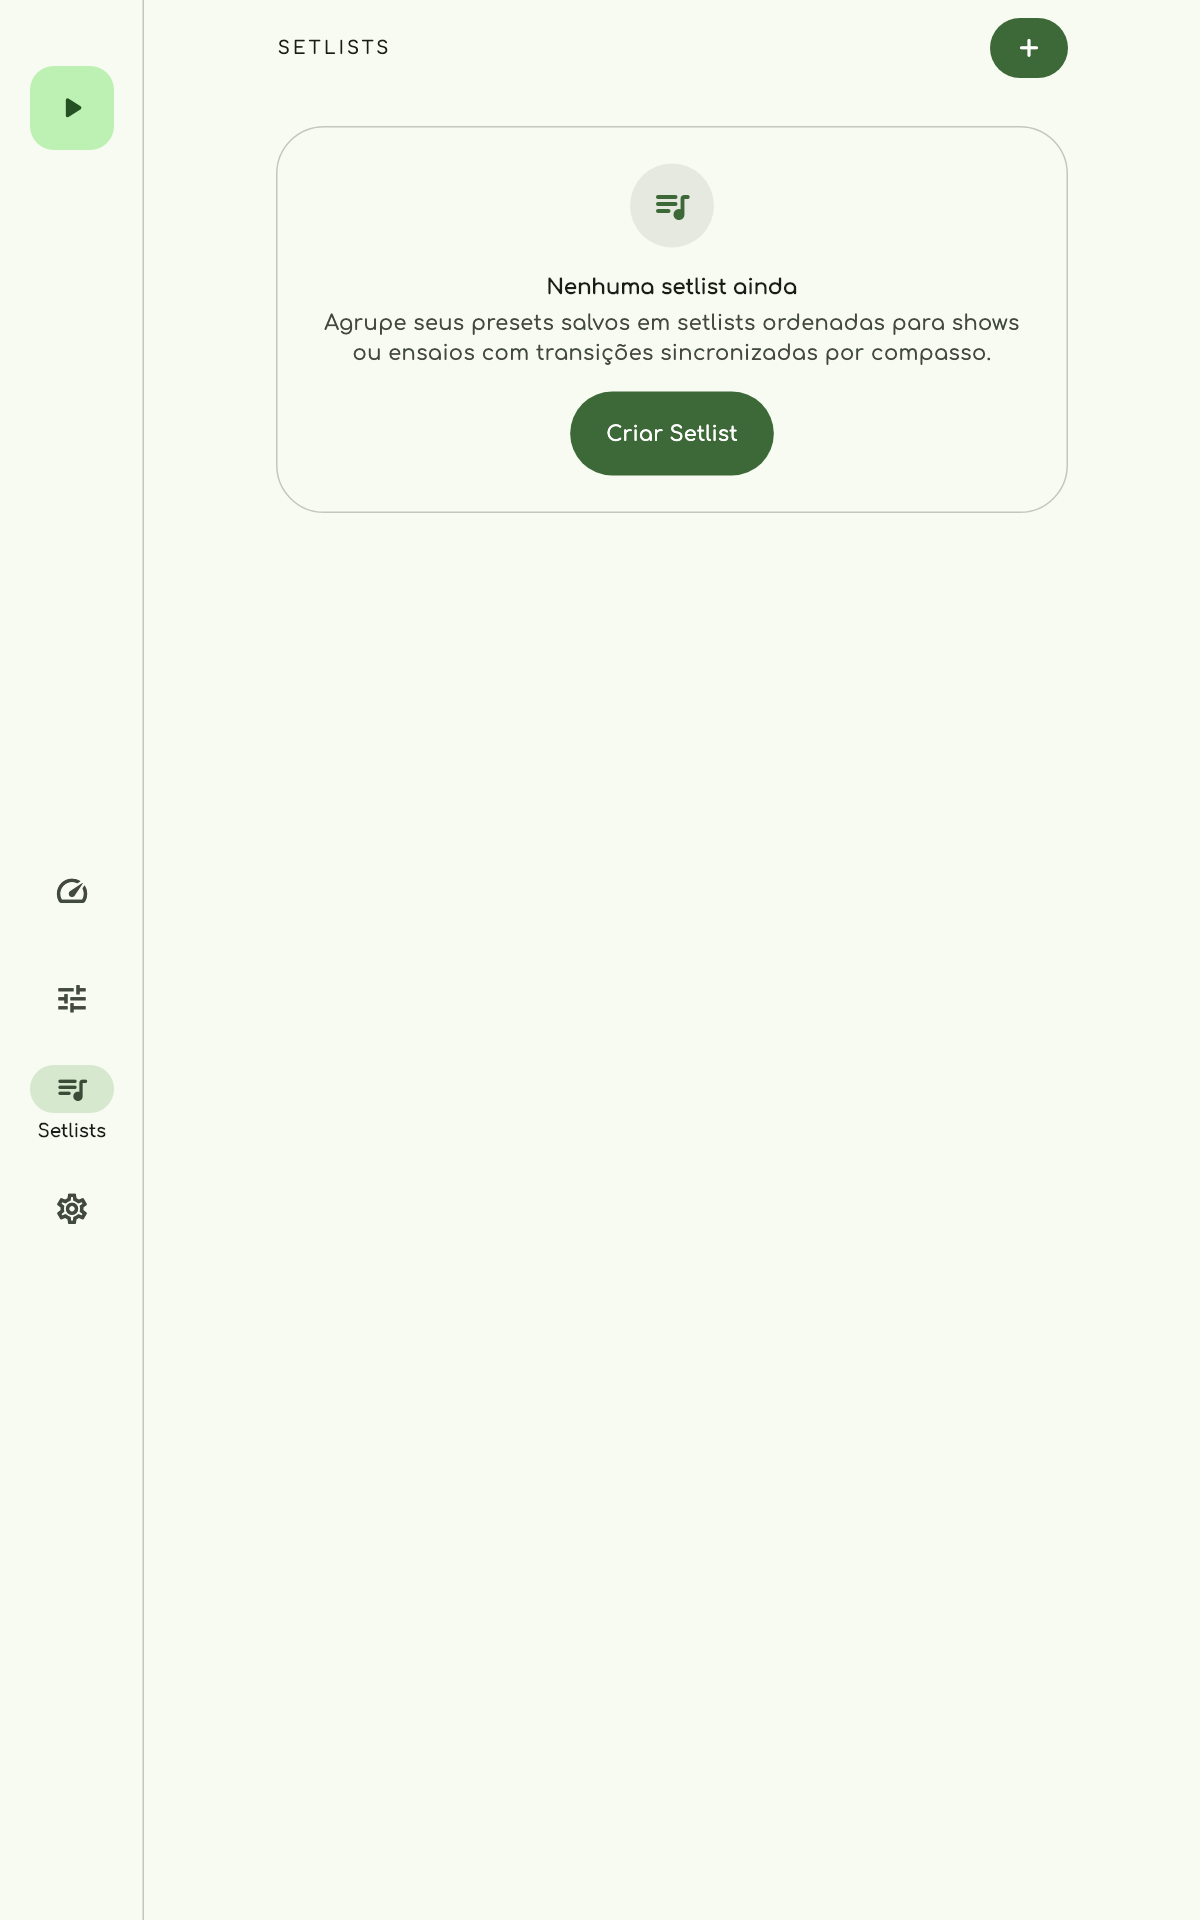 SETLISTS
Nenhuma setlist ainda
Agrupe seus presets salvos em setlists ordenadas para shows
ou ensaios com transições sincronizadas por compasso.
Criar Setlist
Setlists